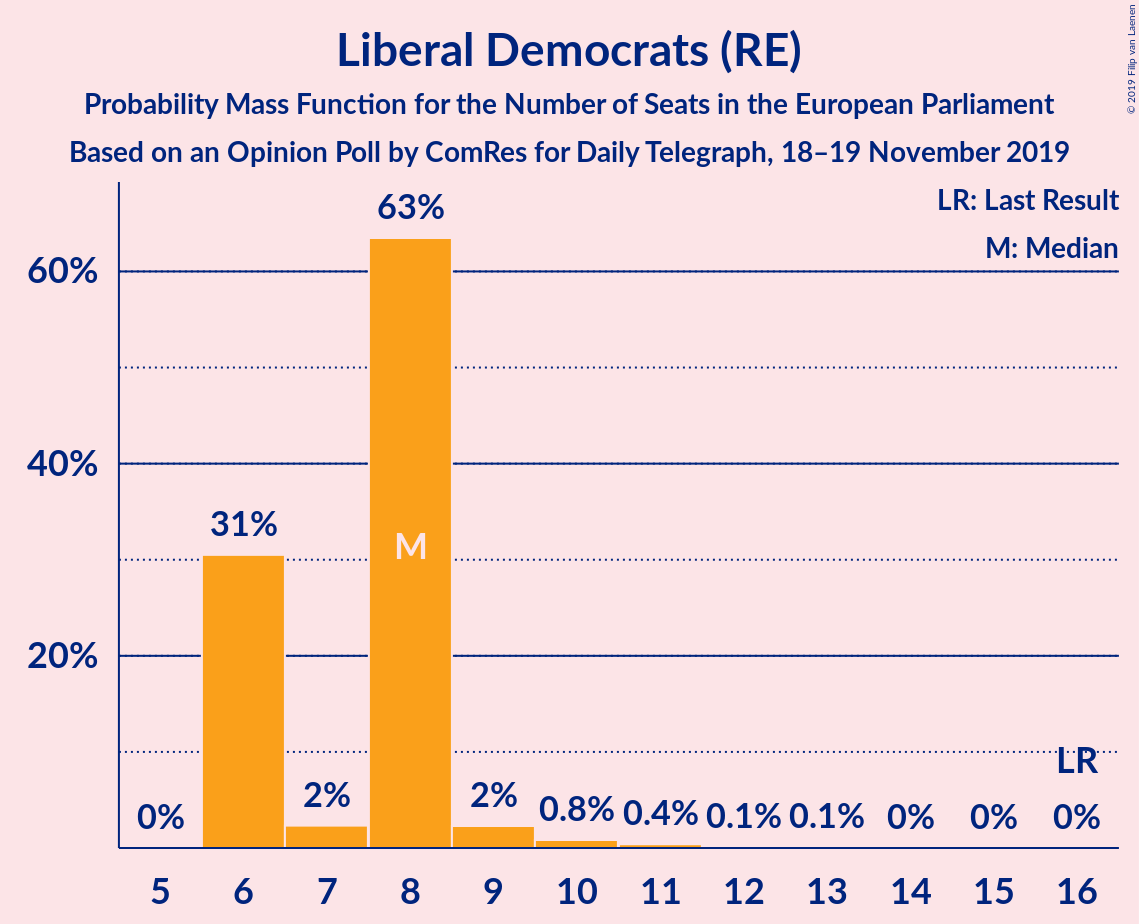 Liberal Democrats (RE)
Probability Mass Function for the Number of Seats in the European Parliament
Based on an Opinion Poll by ComRes for Daily Telegraph, 18–19 November 2019
© 2019 Filip van Laenen
LR: Last Result
M: Median
60%
40%
20%
0%
31%
2%
63%
M
2%
0.8%
0.4%
0.1%
0.1%
0%
0%
LR
0%
5 6 7 8 9 10 11 12 13 14 15 16